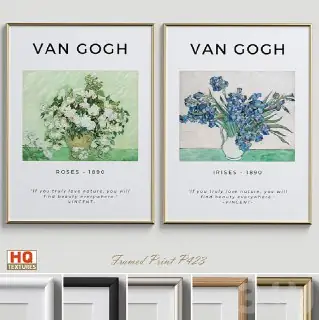 VAN GOGH
ROSES - 1890
"If you truly love nature, you will
find beauty everywhere."
-VINCENT-
VAN GOGH
IRISES - 1890
"If you truly love nature, you will
find beauty everywhere."
-VINCENT-
HQ
TEXTURES
Framed Print P423